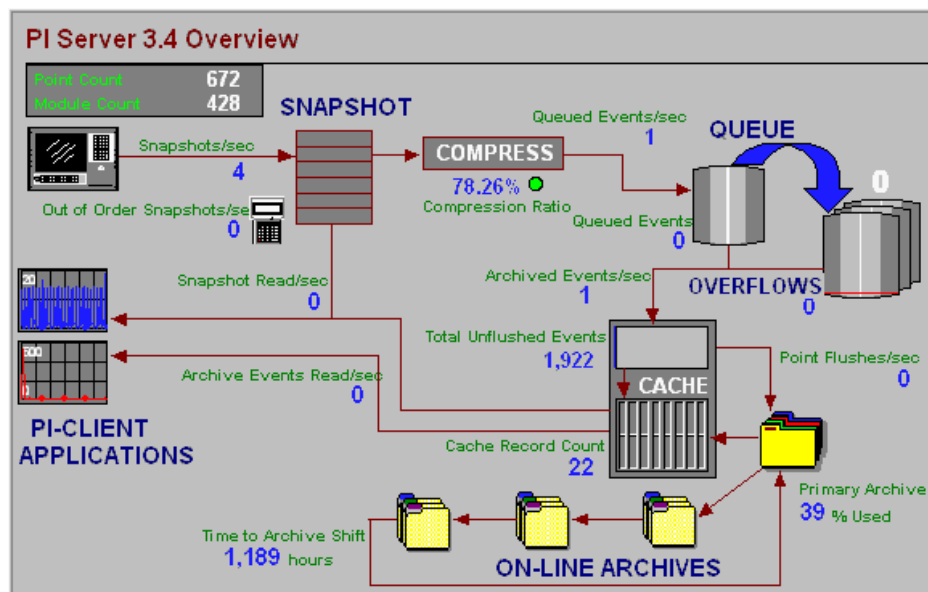 PI Server 3.4 Overview
Point Count 672
Module Count 428
SNAPSHOT
Snapshots/sec
4
Out of Order Snapshots/se
0
COMPRESS
78.26%
Compression Ratio
Queued Events/sec
1
QUEUE
0
Queued Events
0
OVERFLOWS
0
Snapshot Read/sec
0
20
Archived Events/sec
1
Total Unflushed Events
1,922
CACHE
Point Flushes/sec
0
500
0
Archive Events Read/sec
0
PI-CLIENT
APPLICATIONS
Cache Record Count
22
Primary Archive
39 % Used
Time to Archive Shift
1,189 hours
ON-LINE ARCHIVES